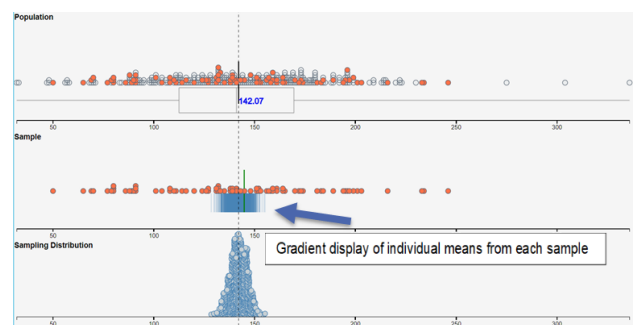 Population
142.07
50 100 150 200 250 300
Sample
50 100 150 200 250 300
Gradient display of individual means from each sample
Sampling Distribution
50 100 150 200 250 300